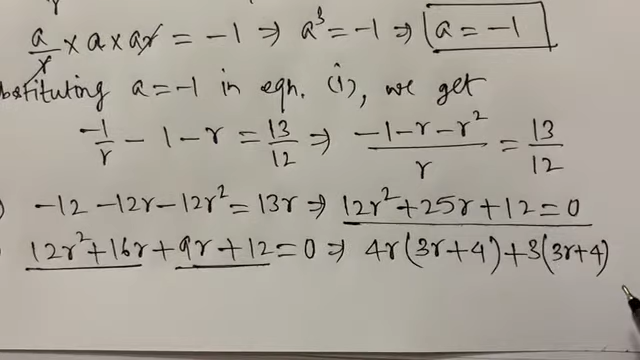 a/r × a × ar = -1 ⇒ a³ = -1 ⇒ a = -1
bstituting a = -1 in eqn. (i), we get
-1/r - 1 - r = 13/12 ⇒ (-1 - r - r²)/r = 13/12
) -12 - 12r - 12r² = 13r ⇒ 12r² + 25r + 12 = 0
) 12r² + 16r + 9r + 12 = 0 ⇒ 4r(3r+4) + 3(3r+4)